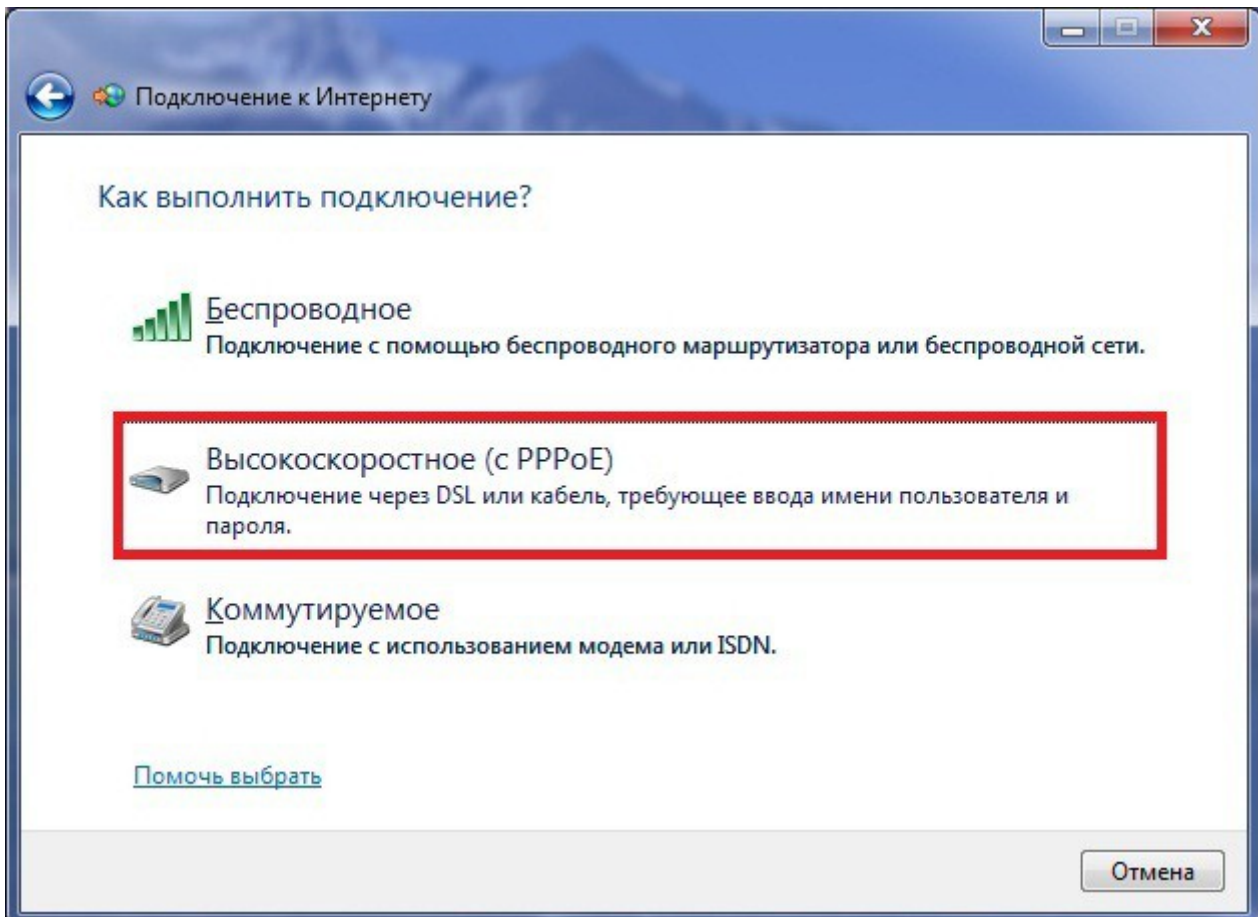 Подключение к Интернету
Как выполнить подключение?
Беспроводное
Подключение с помощью беспроводного маршрутизатора или беспроводной сети.
Высокоскоростное (с PPPoE)
Подключение через DSL или кабель, требующее ввода имени пользователя и
пароля.
Коммутируемое
Подключение с использованием модема или ISDN.
Помочь выбрать
Отмена